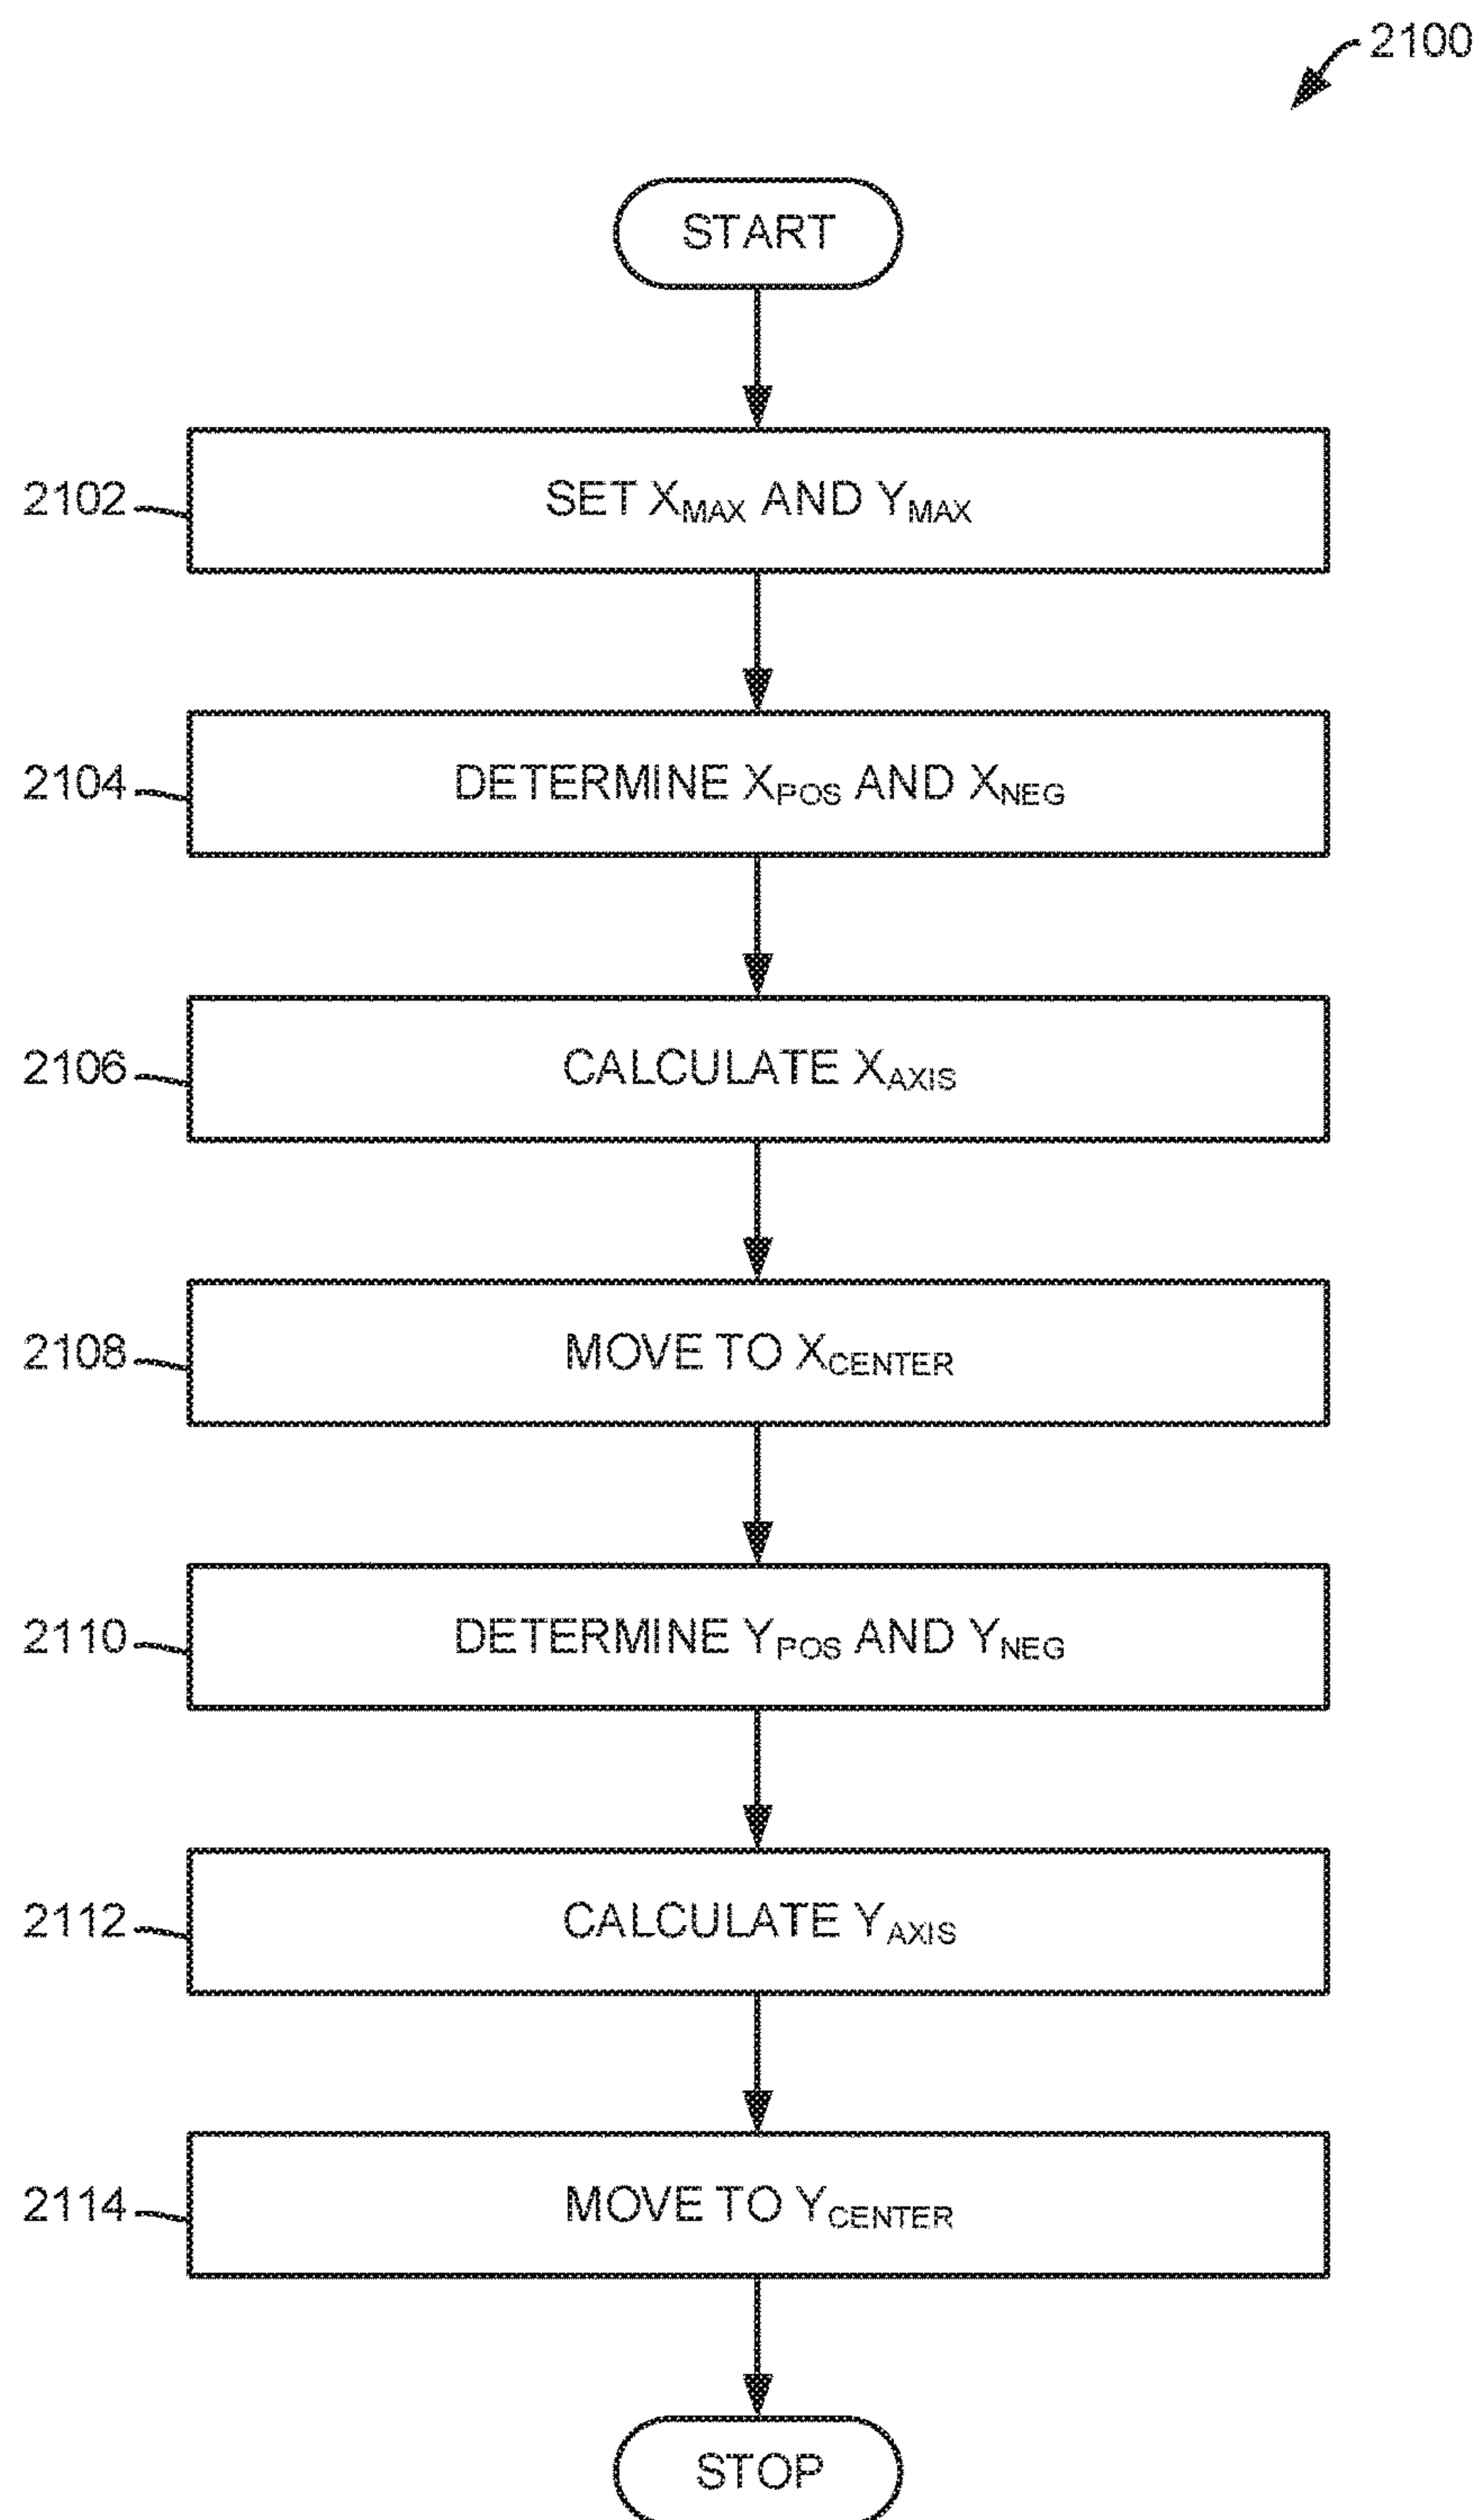 2100
START
2102 SET XMAX AND YMAX
2104 DETERMINE XPOS AND XNEG
2106 CALCULATE XAXIS
2108 MOVE TO XCENTER
2110 DETERMINE YPOS AND YNEG
2112 CALCULATE YAXIS
2114 MOVE TO YCENTER
STOP